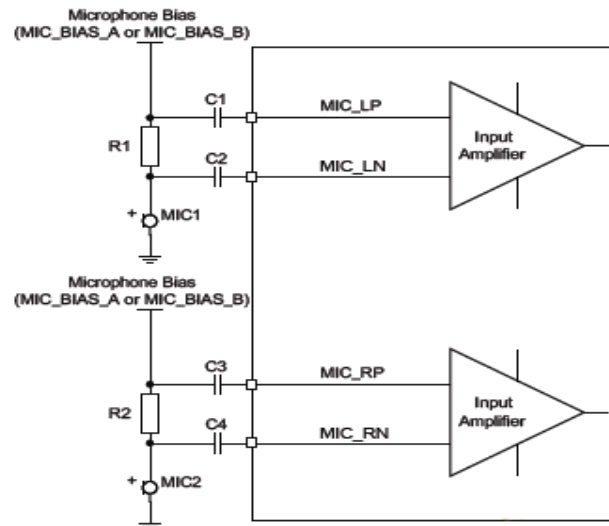 Microphone Bias
(MIC_BIAS_A or MIC_BIAS_B)
C1
MIC_LP
R1
C2
MIC_LN
Input
Amplifier
+
MIC1
Microphone Bias
(MIC_BIAS_A or MIC_BIAS_B)
C3
MIC_RP
R2
C4
MIC_RN
Input
Amplifier
+
MIC2